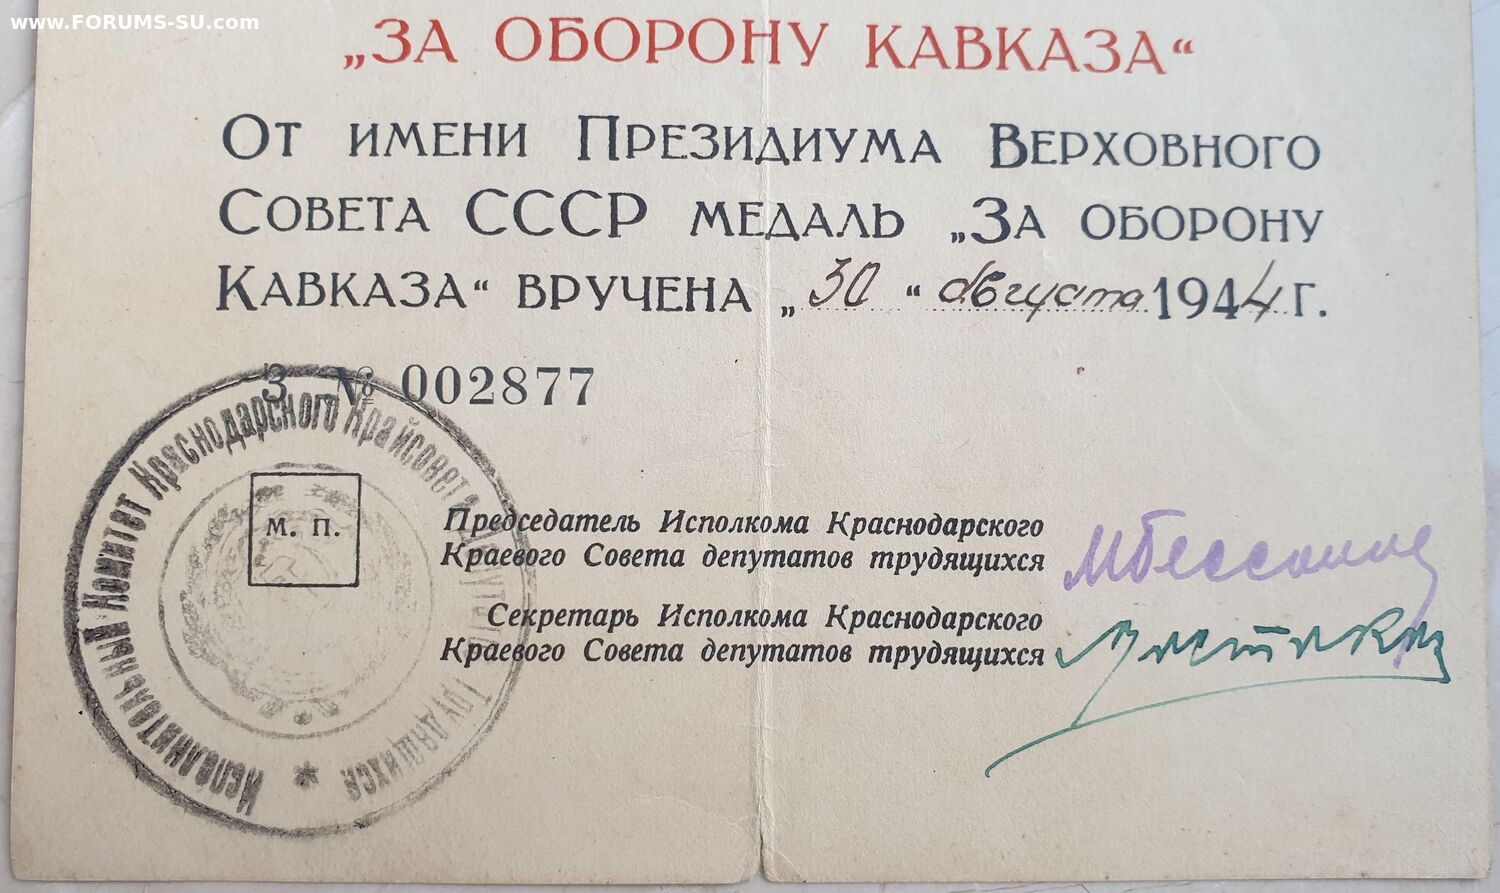 www.FORUMS-SU.com
„ЗА ОБОРОНУ КАВКАЗА“
От имени Президиума Верховного
Совета СССР медаль „За оборону
Кавказа“ вручена „30“ августа 1944 г.
З № 002877
Исполнительный Комитет Краснодарского Крайсовета Депутатов Трудящихся *
М. П.
Председатель Исполкома Краснодарского
Краевого Совета депутатов трудящихся
Секретарь Исполкома Краснодарского
Краевого Совета депутатов трудящихся